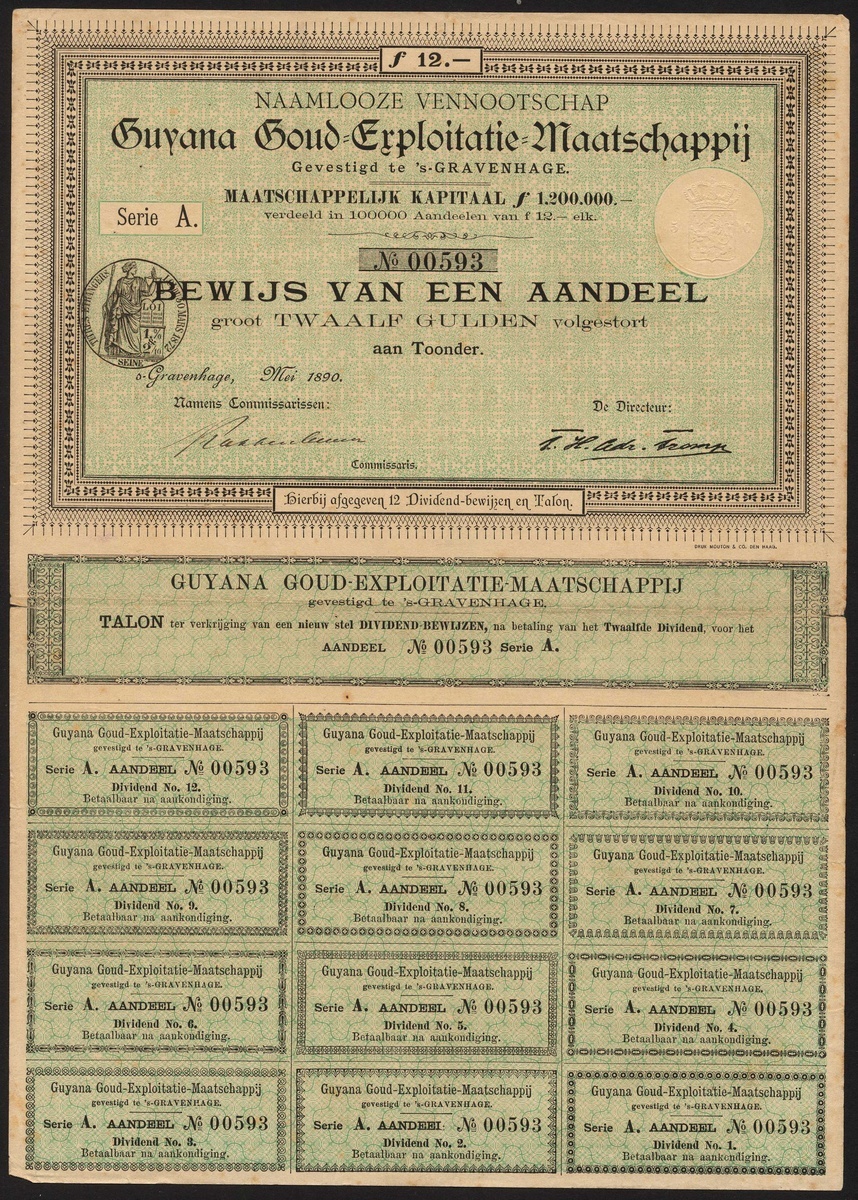 f 12.—
NAAMLOOZE VENNOOTSCHAP
Guyana Goud-Exploitatie-Maatschappij
Gevestigd te 's-GRAVENHAGE.
MAATSCHAPPELIJK KAPITAAL f 1.200.000.—
verdeeld in 100000 Aandeelen van f 12.— elk.
Serie A.
No 00593
BEWIJS VAN EEN AANDEEL
groot TWAALF GULDEN volgestort
aan Toonder.
TITRES ETRANGERS
LOI
SEINE
's-Gravenhage, Mei 1890.
Namens Commissarissen:
De Directeur:
T. H. Adr. Tromp
Commissaris.
Hierbij afgegeven 12 Dividend-bewijzen en Talon.
DRUK MOUTON & CO. DEN HAAG.
GUYANA GOUD-EXPLOITATIE-MAATSCHAPPIJ
gevestigd te 's-GRAVENHAGE.
TALON ter verkrijging van een nieuw stel DIVIDEND-BEWIJZEN, na betaling van het Twaalfde Dividend, voor het
AANDEEL No 00593 Serie A.
Guyana Goud-Exploitatie-Maatschappij
gevestigd te 's-GRAVENHAGE.
Serie A. AANDEEL No 00593
Dividend No. 12.
Betaalbaar na aankondiging.
Guyana Goud-Exploitatie-Maatschappij
gevestigd te 's-GRAVENHAGE.
Serie A. AANDEEL No 00593
Dividend No. 11.
Betaalbaar na aankondiging.
Guyana Goud-Exploitatie-Maatschappij
gevestigd te 's-GRAVENHAGE.
Serie A. AANDEEL No 00593
Dividend No. 10.
Betaalbaar na aankondiging.
Guyana Goud-Exploitatie-Maatschappij
gevestigd te 's-GRAVENHAGE.
Serie A. AANDEEL No 00593
Dividend No. 9.
Betaalbaar na aankondiging.
Guyana Goud-Exploitatie-Maatschappij
gevestigd te 's-GRAVENHAGE.
Serie A. AANDEEL No 00593
Dividend No. 8.
Betaalbaar na aankondiging.
Guyana Goud-Exploitatie-Maatschappij
gevestigd te 's-GRAVENHAGE.
Serie A. AANDEEL No 00593
Dividend No. 7.
Betaalbaar na aankondiging.
Guyana Goud-Exploitatie-Maatschappij
gevestigd te 's-GRAVENHAGE.
Serie A. AANDEEL No 00593
Dividend No. 6.
Betaalbaar na aankondiging.
Guyana Goud-Exploitatie-Maatschappij
gevestigd te 's-GRAVENHAGE.
Serie A. AANDEEL No 00593
Dividend No. 5.
Betaalbaar na aankondiging.
Guyana Goud-Exploitatie-Maatschappij
gevestigd te 's-GRAVENHAGE.
Serie A. AANDEEL No 00593
Dividend No. 4.
Betaalbaar na aankondiging.
Guyana Goud-Exploitatie-Maatschappij
gevestigd te 's-GRAVENHAGE.
Serie A. AANDEEL No 00593
Dividend No. 3.
Betaalbaar na aankondiging.
Guyana Goud-Exploitatie-Maatschappij
gevestigd te 's-GRAVENHAGE.
Serie A. AANDEEL No 00593
Dividend No. 2.
Betaalbaar na aankondiging.
Guyana Goud-Exploitatie-Maatschappij
gevestigd te 's-GRAVENHAGE.
Serie A. AANDEEL No 00593
Dividend No. 1.
Betaalbaar na aankondiging.